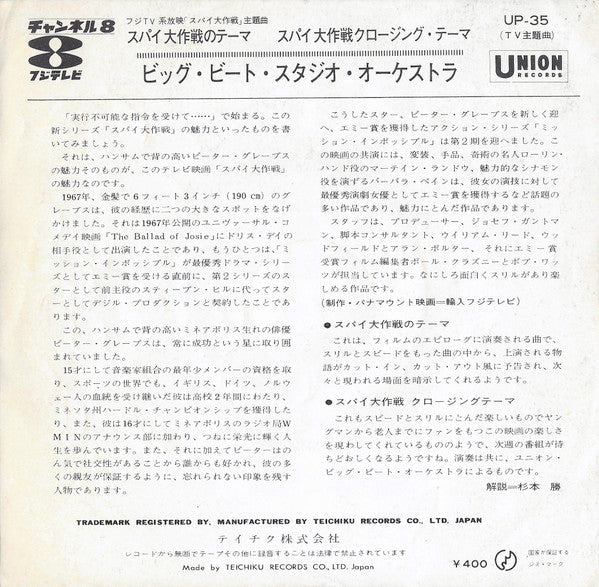 チャンネル8
8
フジテレビ
フジTV系放映「スパイ大作戦」主題曲
スパイ大作戦のテーマ　スパイ大作戦クロージング・テーマ
ビッグ・ビート・スタジオ・オーケストラ
UP-35
(TV主題曲)
UNION
RECORDS
「実行不可能な指令を受けて……」で始まる。この
新シリーズ「スパイ大作戦」の魅力といったものを書
いてみましょう。
それは、ハンサムで背の高いピーター・グレーブス
の魅力そのものが、このテレビ映画「スパイ大作戦」
の魅力なのです。
1967年、金髪で6フィート3インチ(190cm)の
グレーブスは、彼の経歴に二つの大きなスポットをなげ
かけました。それは1967年公開のユニヴァーサル・コ
メデイ映画「The Ballad of Josie」にドリス・デイの
相手役として出演したことであり、もうひとつは、「ミ
ッション・インポッシブル」が最優秀ドラマ・シリー
ズとしてエミー賞を受ける直前に、第2シリーズのス
ターとして前主役のスティーブン・ヒルに代ってスタ
ーとしてデジル・プロダクションと契約したことであ
ります。
この、ハンサムで背の高いミネアポリス生れの俳優
ピーター・グレーブスは、常に成功という星に取り囲
まれていました。
15才にして音楽家組合の最年少メンバーの資格を取
り、スポーツの世界でも、イギリス、ドイツ、ノルウ
ェー人の血統を受け継いだ彼は高校2年間にわたり、
ミネソタ州ハードル・チャンピオンシップを獲得した
り、また、彼は16才にしてミネアポリスのラジオ局W
MINのアナウンス部に加わり、つねに栄光に輝く人
生を歩んでいます。また、それに加えてピーターはの
ん気で社交性があることから誰からも好かれ、彼の多
くの親友が保証するように、忘れられない印象を残す
人物であります。
こうしたスター、ピーター・グレーブスを新しく迎
へ、エミー賞を獲得したアクション・シリーズ「ミッ
ション・インポッシブル」は第2期を迎へました。こ
の映画の共演には、変装、手品、奇術の名人ローリン・
ハンド役のマーティン・ランドウ、魅力的なシナモン
役を演ずるバーバラ・ベイン、彼女の演技に対して
最優秀演劇女優としてエミー賞を獲得するなど話題の
多い作品であり、魅力にとんだ作品であります。
スタッフは、プロデューサー、ジョセフ・ガントマ
ン、脚本コンサルタント、ウイリアム・リード、ウッ
ドフィールドとアラン・ボルター、それにエミー賞
受賞フィルム編集者ポール・クラズニーとボブ・ワッ
ツが担当しています。なにしろ面白くスリルがあり楽
しめる作品です。
(制作・パナマウント映画＝輸入フジテレビ)
●スパイ大作戦のテーマ
これは、フィルムのエピローグに演奏される曲で、
スリルとスピードをもった曲の中から、上演される物
語がカット・イン、カット・アウト風に予告され、次
々と現われる場面を暗示してくれるようです。
●スパイ大作戦 クロージングテーマ
これもスピードとスリルにとんだ楽しいものでヤン
グマンから老人までにファンをもつこの映画の楽しさ
を現わしてくれているもののようで、次週の番組が待
ちどおしくなるようですね。演奏は共に、ユニオン・
ビッグ・ビート・オーケストラによるものです。
解説＝杉本 勝
TRADEMARK REGISTERED BY, MANUFACTURED BY TEICHIKU RECORDS CO., LTD, JAPAN
テイチク株式会社
レコードから無断でテープその他に録音することは法律で禁止されています。
Made by TEICHIKU RECORDS CO., LTD. JAPAN
￥400
国家が保証する
ジス・マーク